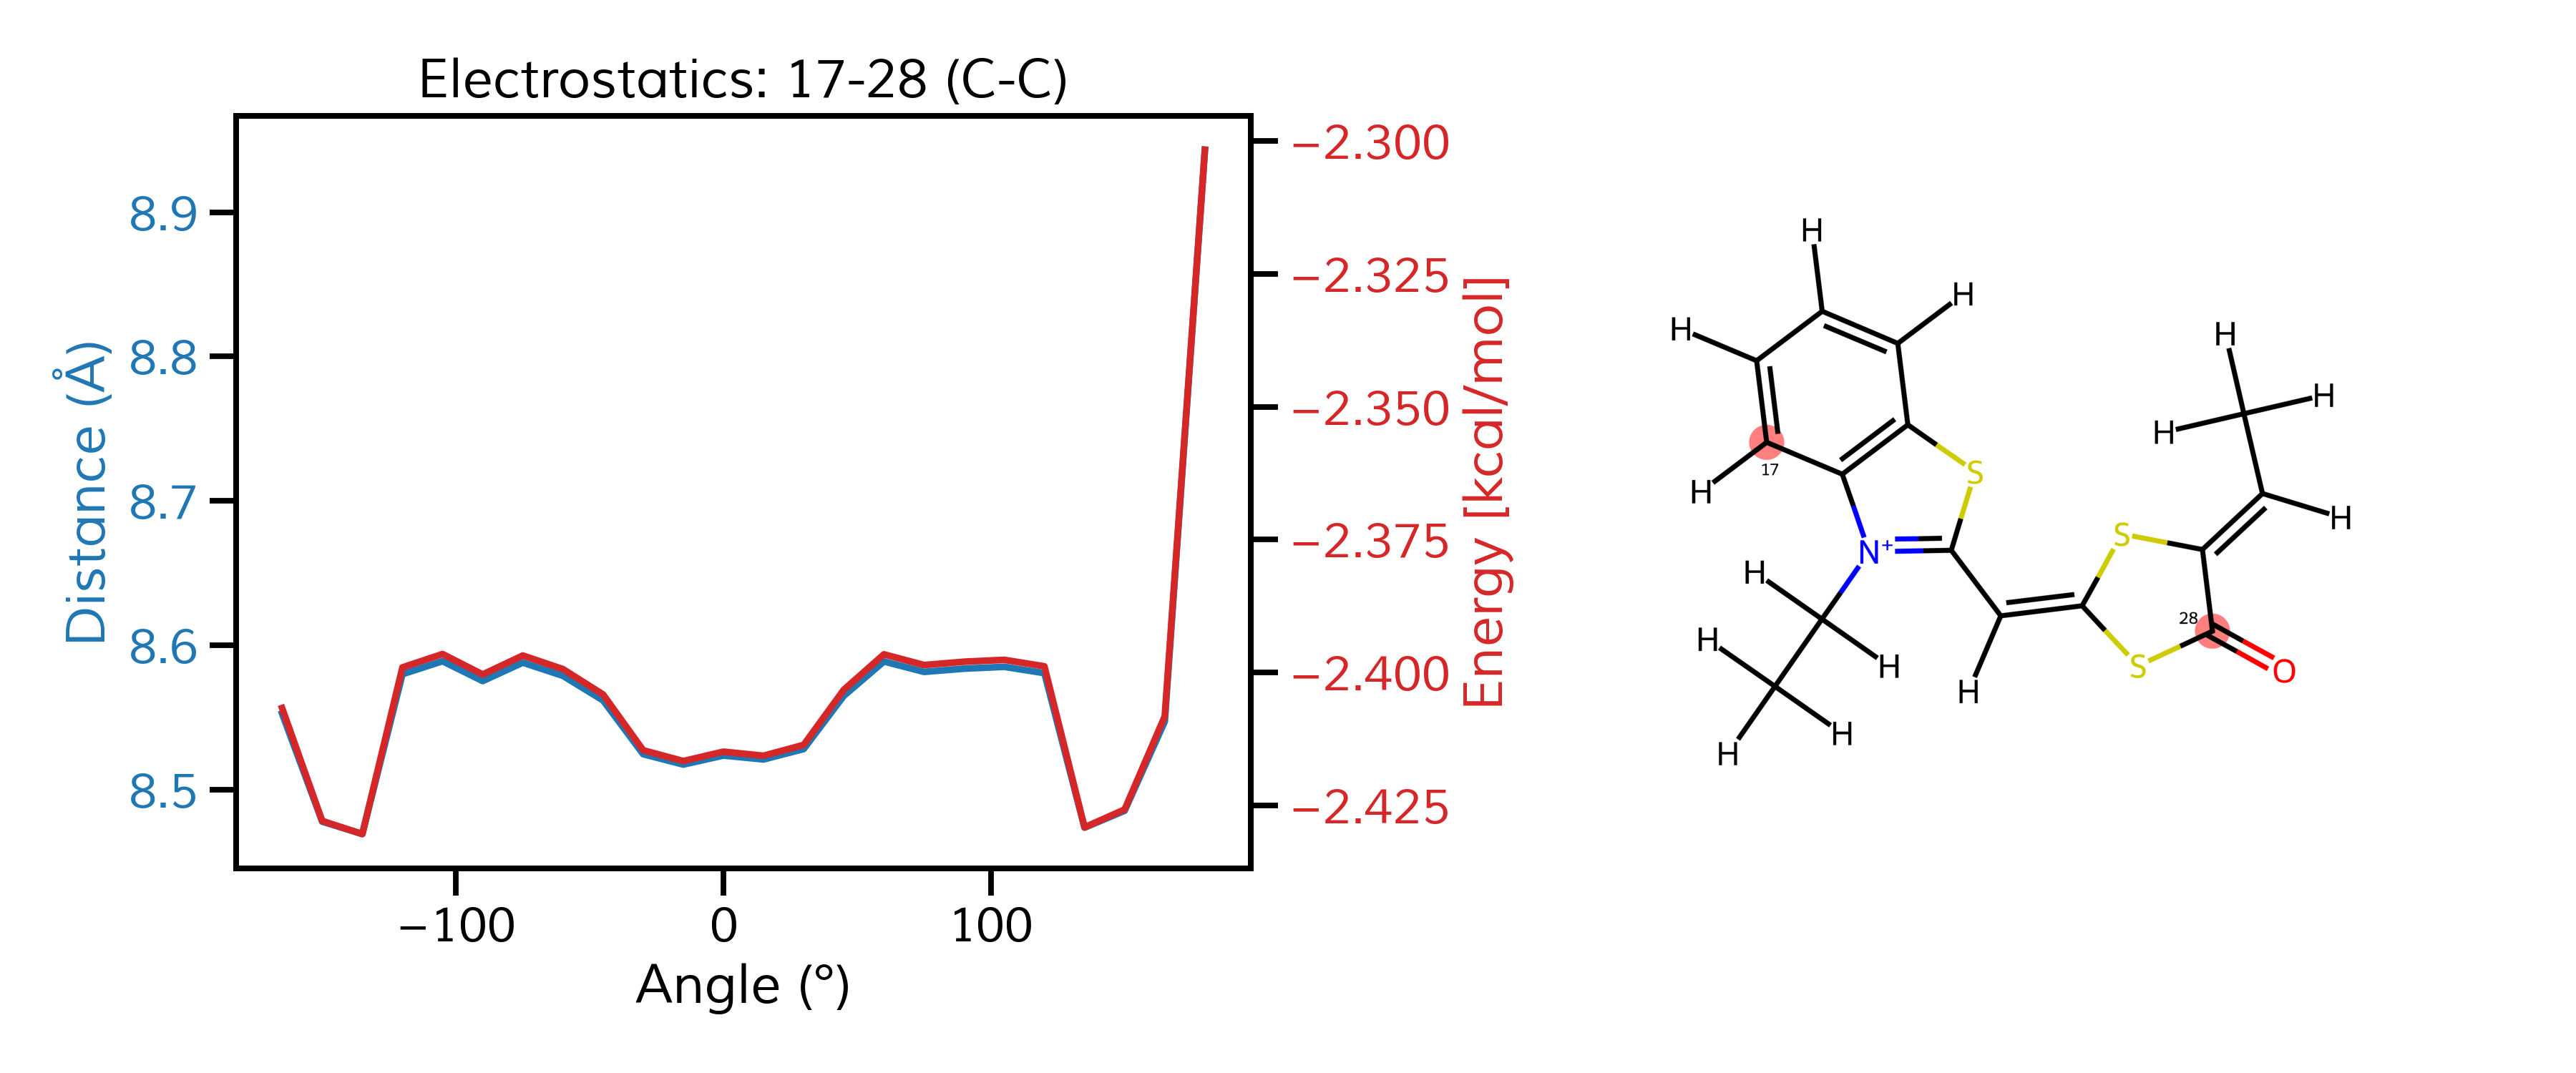 Electrostatics: 17-28 (C-C)
Distance (Å)
8.9
8.8
8.7
8.6
8.5
−100
0
100
Angle (°)
−2.300
−2.325
−2.350
−2.375
−2.400
−2.425
Energy [kcal/mol]
H
H
H
H
17
S
N+
H
H
H
H
H
H
S
S
28
O
H
H
H
H